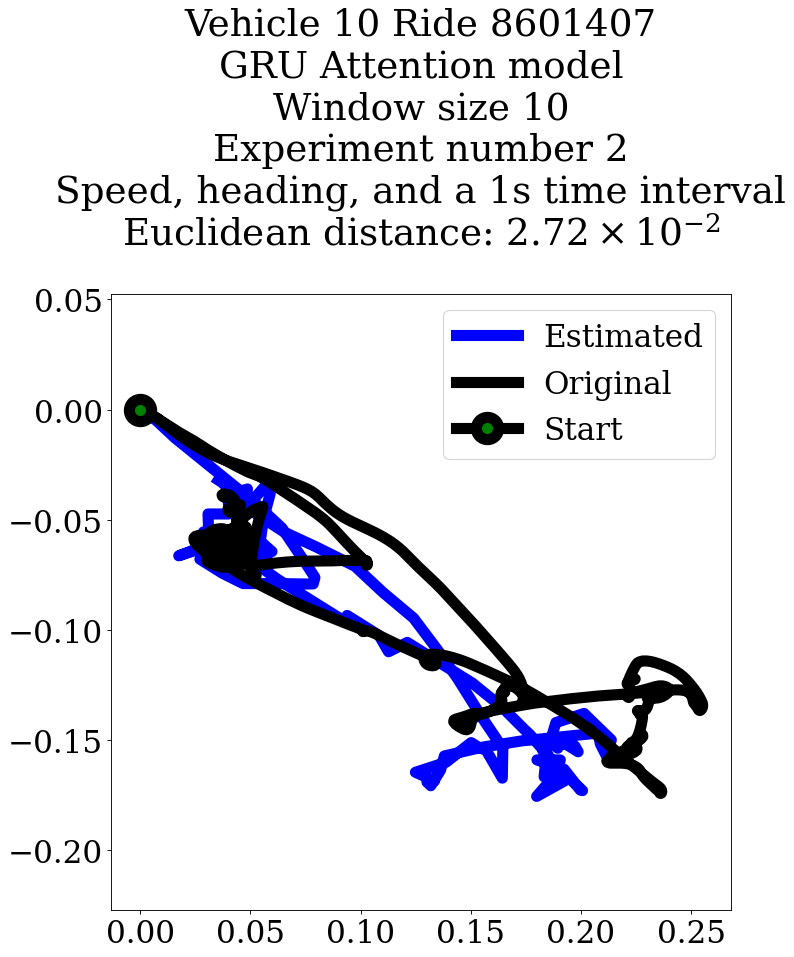 Vehicle 10 Ride 8601407
GRU Attention model
Window size 10
Experiment number 2
Speed, heading, and a 1s time interval
Euclidean distance: 2.72 × 10⁻²
Estimated
Original
Start
0.05
0.00
−0.05
−0.10
−0.15
−0.20
0.00 0.05 0.10 0.15 0.20 0.25